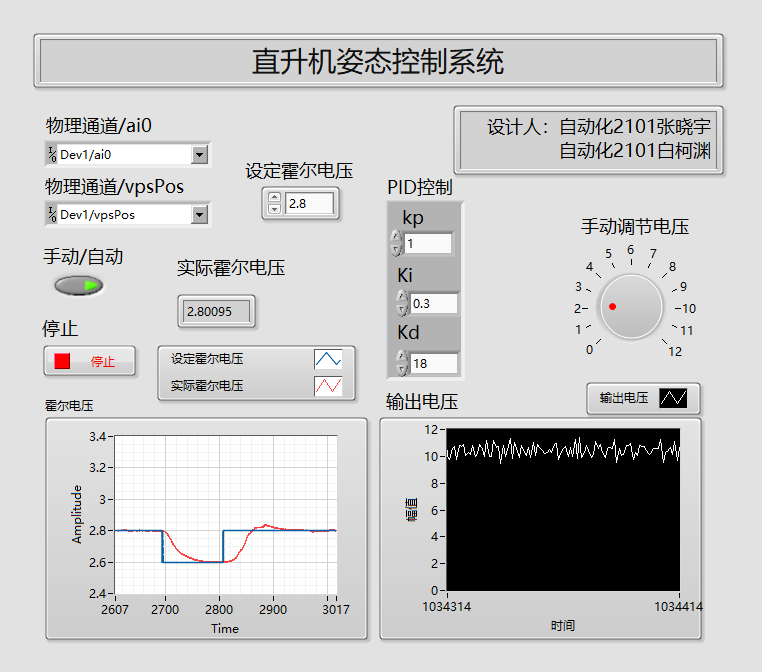 直升机姿态控制系统
物理通道/ai0
Dev1/ai0
设计人：自动化2101张晓宇
自动化2101白柯渊
物理通道/vpsPos
Dev1/vpsPos
设定霍尔电压
2.8
PID控制
kp
1
Ki
0.3
Kd
18
手动调节电压
0
1
2
3
4
5
6
7
8
9
10
11
12
手动/自动
实际霍尔电压
2.80095
停止
停止
设定霍尔电压
实际霍尔电压
霍尔电压
3.4
3.2
3
2.8
2.6
2.4
Amplitude
2607
2700
2800
2900
3017
Time
输出电压
输出电压
12
10
8
6
4
2
0
幅值
1034314
1034414
时间